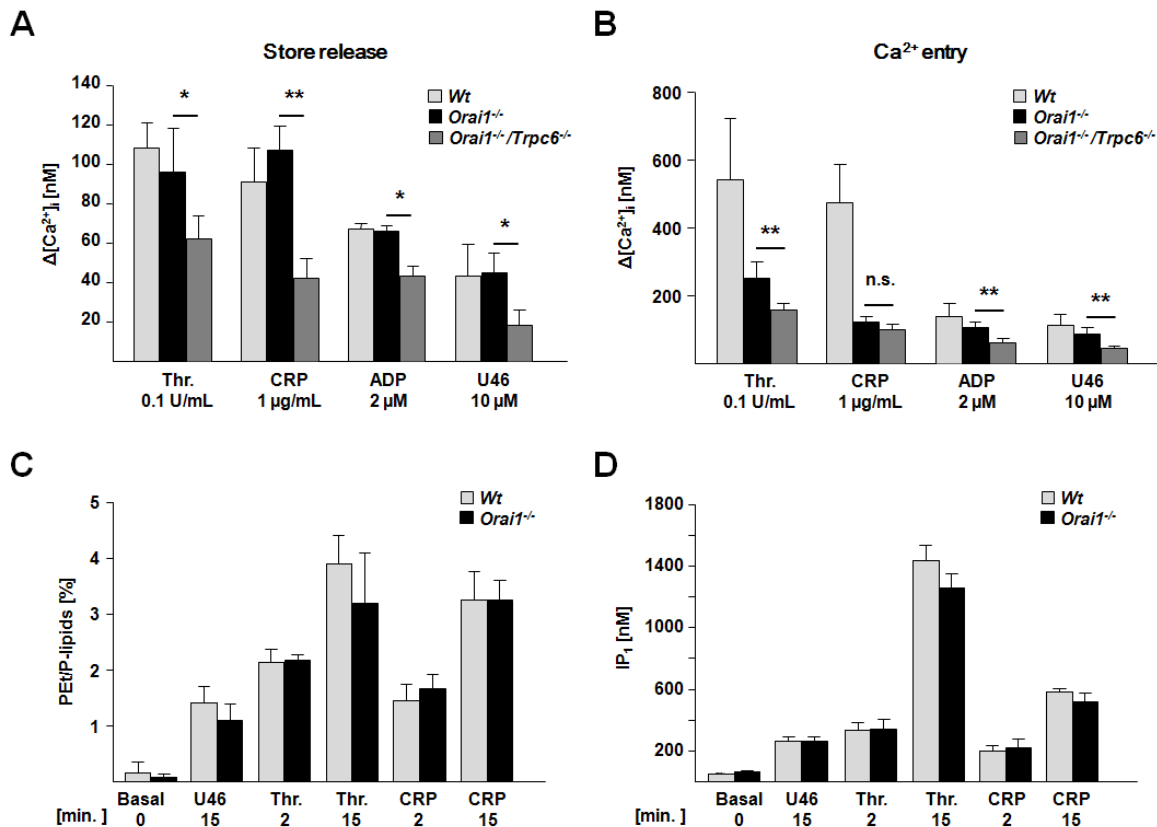 A
Store release
Δ[Ca²⁺]ᵢ [nM]
140
120
100
80
60
40
20
Wt
Orai1⁻/⁻
Orai1⁻/⁻/Trpc6⁻/⁻
*
**
*
*
Thr. CRP ADP U46
0.1 U/mL 1 µg/mL 2 µM 10 µM
B
Ca²⁺ entry
Δ[Ca²⁺]ᵢ [nM]
800
600
400
200
Wt
Orai1⁻/⁻
Orai1⁻/⁻/Trpc6⁻/⁻
**
n.s.
**
**
Thr. CRP ADP U46
0.1 U/mL 1 µg/mL 2 µM 10 µM
C
PEt/P-lipids [%]
5
4
3
2
1
Wt
Orai1⁻/⁻
Basal U46 Thr. Thr. CRP CRP
[min. ] 0 15 2 15 2 15
D
IP₁ [nM]
1800
1400
1000
600
200
Wt
Orai1⁻/⁻
Basal U46 Thr. Thr. CRP CRP
[min. ] 0 15 2 15 2 15